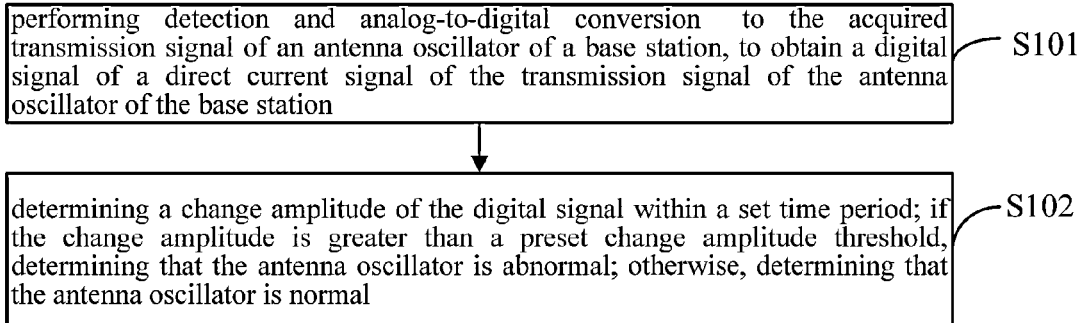 performing detection and analog-to-digital conversion to the acquired
transmission signal of an antenna oscillator of a base station, to obtain a digital
signal of a direct current signal of the transmission signal of the antenna
oscillator of the base station
S101
determining a change amplitude of the digital signal within a set time period; if
the change amplitude is greater than a preset change amplitude threshold,
determining that the antenna oscillator is abnormal; otherwise, determining that
the antenna oscillator is normal
S102